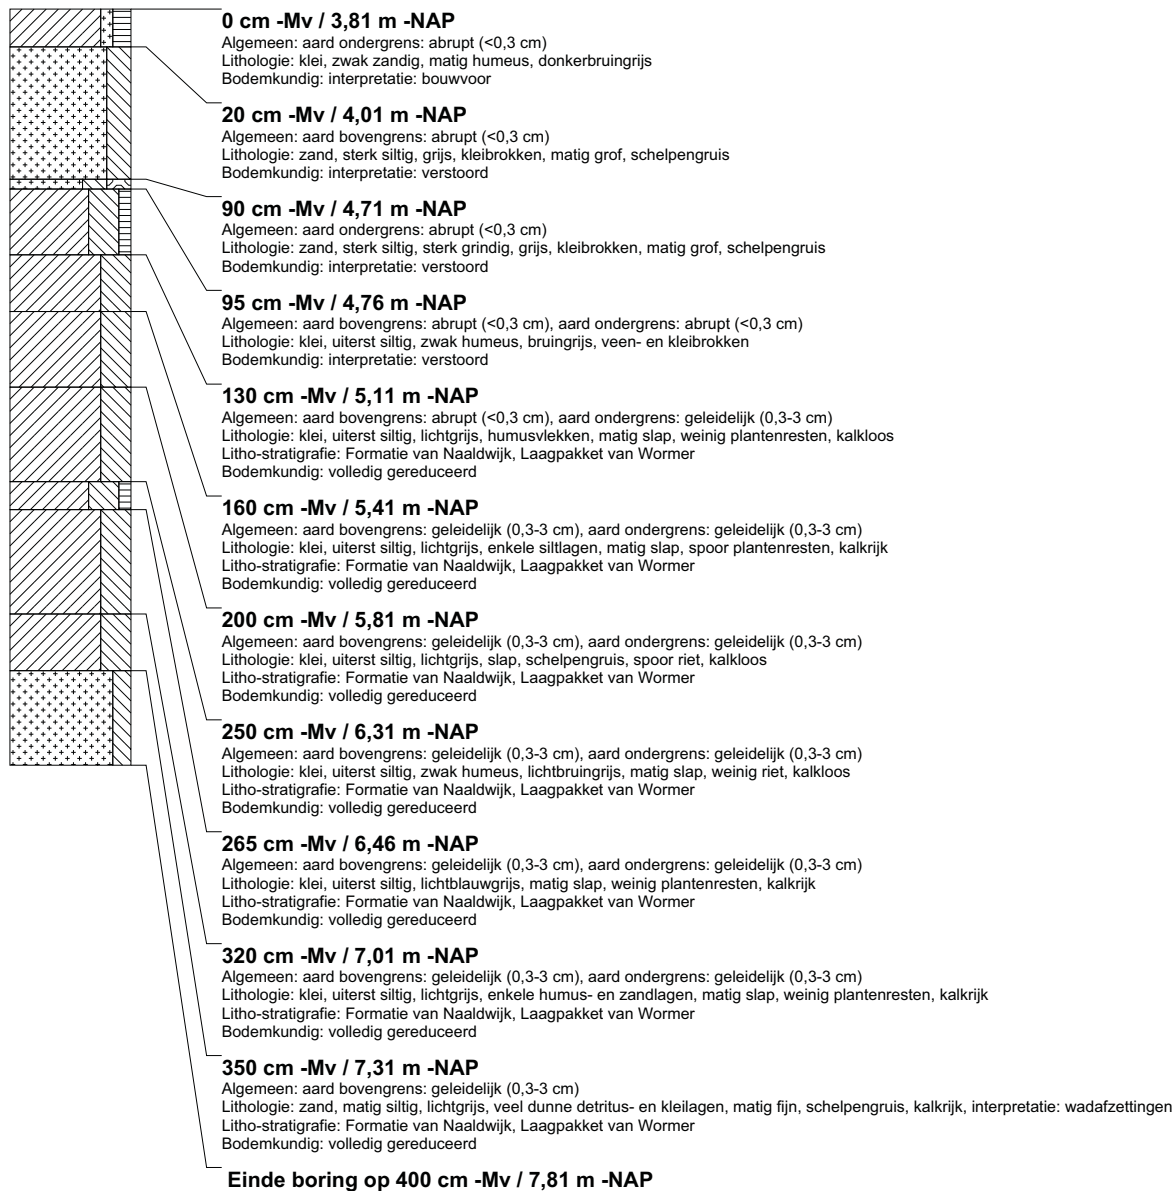 0 cm -Mv / 3,81 m -NAP
Algemeen: aard ondergrens: abrupt (<0,3 cm)
Lithologie: klei, zwak zandig, matig humeus, donkerbruingrijs
Bodemkundig: interpretatie: bouwvoor
20 cm -Mv / 4,01 m -NAP
Algemeen: aard bovengrens: abrupt (<0,3 cm)
Lithologie: zand, sterk siltig, grijs, kleibrokken, matig grof, schelpengruis
Bodemkundig: interpretatie: verstoord
90 cm -Mv / 4,71 m -NAP
Algemeen: aard ondergrens: abrupt (<0,3 cm)
Lithologie: zand, sterk siltig, sterk grindig, grijs, kleibrokken, matig grof, schelpengruis
Bodemkundig: interpretatie: verstoord
95 cm -Mv / 4,76 m -NAP
Algemeen: aard bovengrens: abrupt (<0,3 cm), aard ondergrens: abrupt (<0,3 cm)
Lithologie: klei, uiterst siltig, zwak humeus, bruingrijs, veen- en kleibrokken
Bodemkundig: interpretatie: verstoord
130 cm -Mv / 5,11 m -NAP
Algemeen: aard bovengrens: abrupt (<0,3 cm), aard ondergrens: geleidelijk (0,3-3 cm)
Lithologie: klei, uiterst siltig, lichtgrijs, humusvlekken, matig slap, weinig plantenresten, kalkloos
Litho-stratigrafie: Formatie van Naaldwijk, Laagpakket van Wormer
Bodemkundig: volledig gereduceerd
160 cm -Mv / 5,41 m -NAP
Algemeen: aard bovengrens: geleidelijk (0,3-3 cm), aard ondergrens: geleidelijk (0,3-3 cm)
Lithologie: klei, uiterst siltig, lichtgrijs, enkele siltlagen, matig slap, spoor plantenresten, kalkrijk
Litho-stratigrafie: Formatie van Naaldwijk, Laagpakket van Wormer
Bodemkundig: volledig gereduceerd
200 cm -Mv / 5,81 m -NAP
Algemeen: aard bovengrens: geleidelijk (0,3-3 cm), aard ondergrens: geleidelijk (0,3-3 cm)
Lithologie: klei, uiterst siltig, lichtgrijs, slap, schelpengruis, spoor riet, kalkloos
Litho-stratigrafie: Formatie van Naaldwijk, Laagpakket van Wormer
Bodemkundig: volledig gereduceerd
250 cm -Mv / 6,31 m -NAP
Algemeen: aard bovengrens: geleidelijk (0,3-3 cm), aard ondergrens: geleidelijk (0,3-3 cm)
Lithologie: klei, uiterst siltig, zwak humeus, lichtbruingrijs, matig slap, weinig riet, kalkloos
Litho-stratigrafie: Formatie van Naaldwijk, Laagpakket van Wormer
Bodemkundig: volledig gereduceerd
265 cm -Mv / 6,46 m -NAP
Algemeen: aard bovengrens: geleidelijk (0,3-3 cm), aard ondergrens: geleidelijk (0,3-3 cm)
Lithologie: klei, uiterst siltig, lichtblauwgrijs, matig slap, weinig plantenresten, kalkrijk
Litho-stratigrafie: Formatie van Naaldwijk, Laagpakket van Wormer
Bodemkundig: volledig gereduceerd
320 cm -Mv / 7,01 m -NAP
Algemeen: aard bovengrens: geleidelijk (0,3-3 cm), aard ondergrens: geleidelijk (0,3-3 cm)
Lithologie: klei, uiterst siltig, lichtgrijs, enkele humus- en zandlagen, matig slap, weinig plantenresten, kalkrijk
Litho-stratigrafie: Formatie van Naaldwijk, Laagpakket van Wormer
Bodemkundig: volledig gereduceerd
350 cm -Mv / 7,31 m -NAP
Algemeen: aard bovengrens: geleidelijk (0,3-3 cm)
Lithologie: zand, matig siltig, lichtgrijs, veel dunne detritus- en kleilagen, matig fijn, schelpengruis, kalkrijk, interpretatie: wadafzettingen
Litho-stratigrafie: Formatie van Naaldwijk, Laagpakket van Wormer
Bodemkundig: volledig gereduceerd
Einde boring op 400 cm -Mv / 7,81 m -NAP